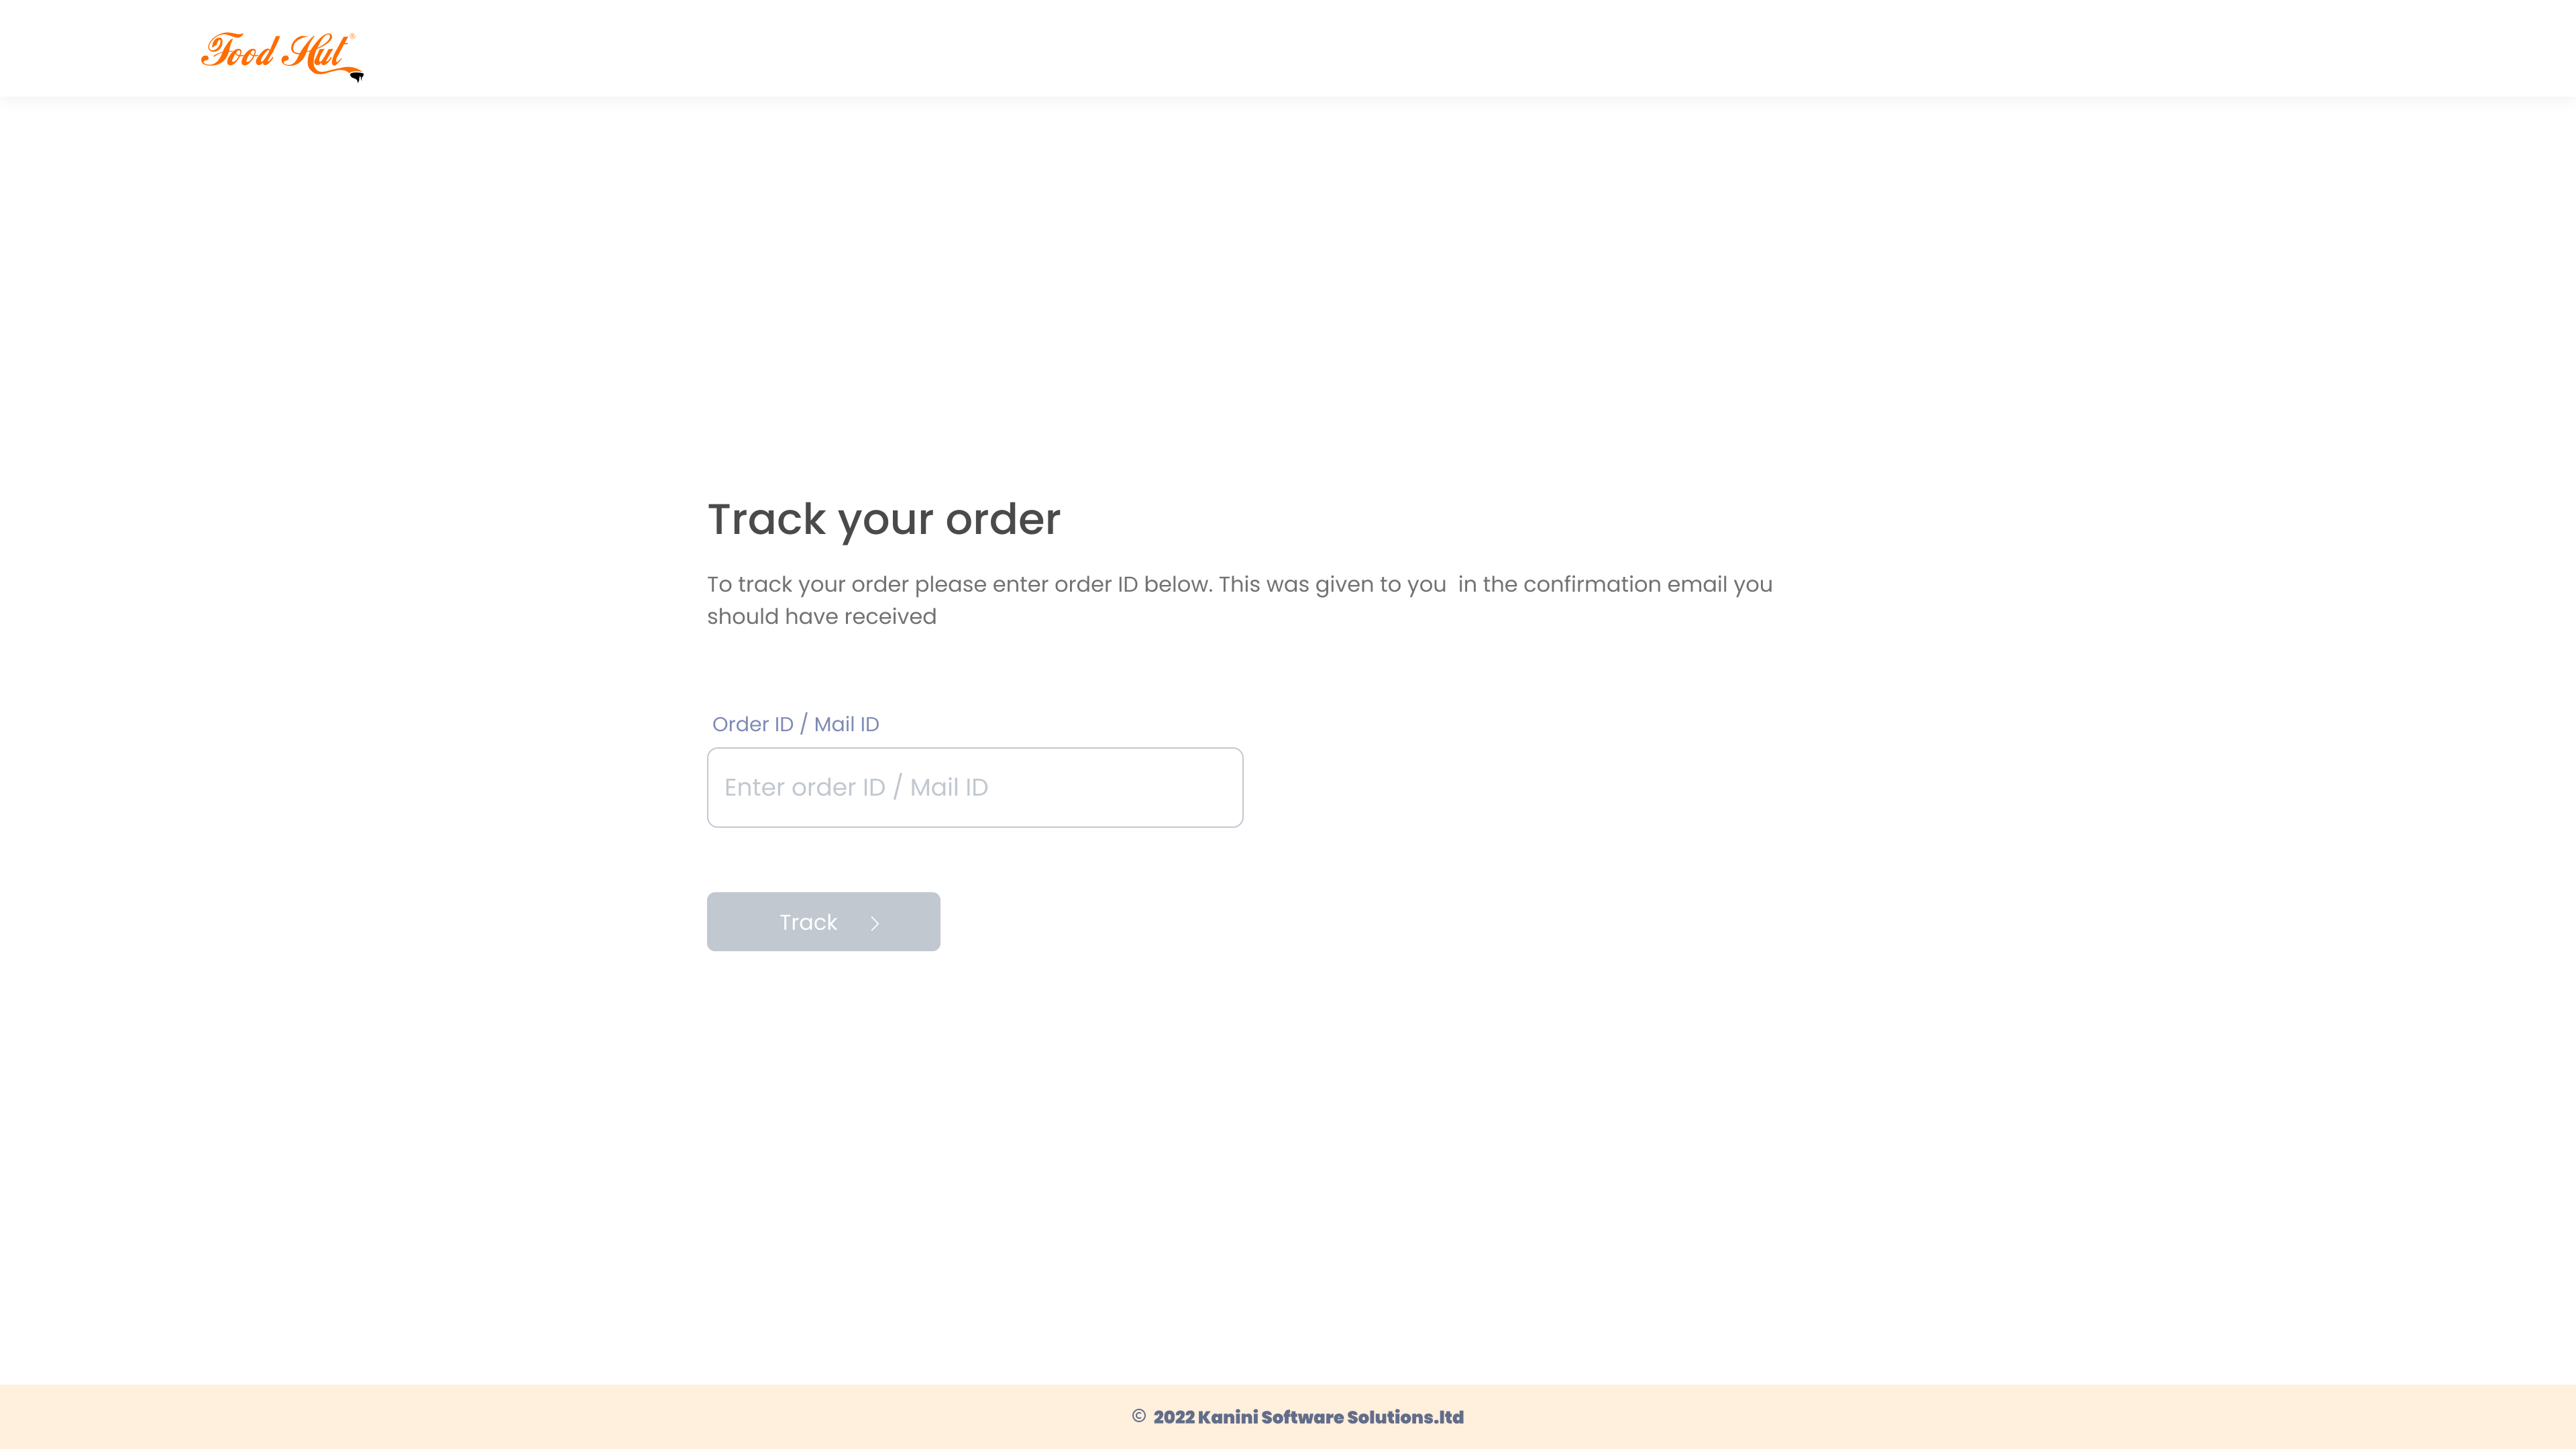 Food Hut®
Track your order
To track your order please enter order ID below. This was given to you  in the confirmation email you
should have received
Order ID / Mail ID
Enter order ID / Mail ID
Track
© 2022 Kanini Software Solutions.ltd